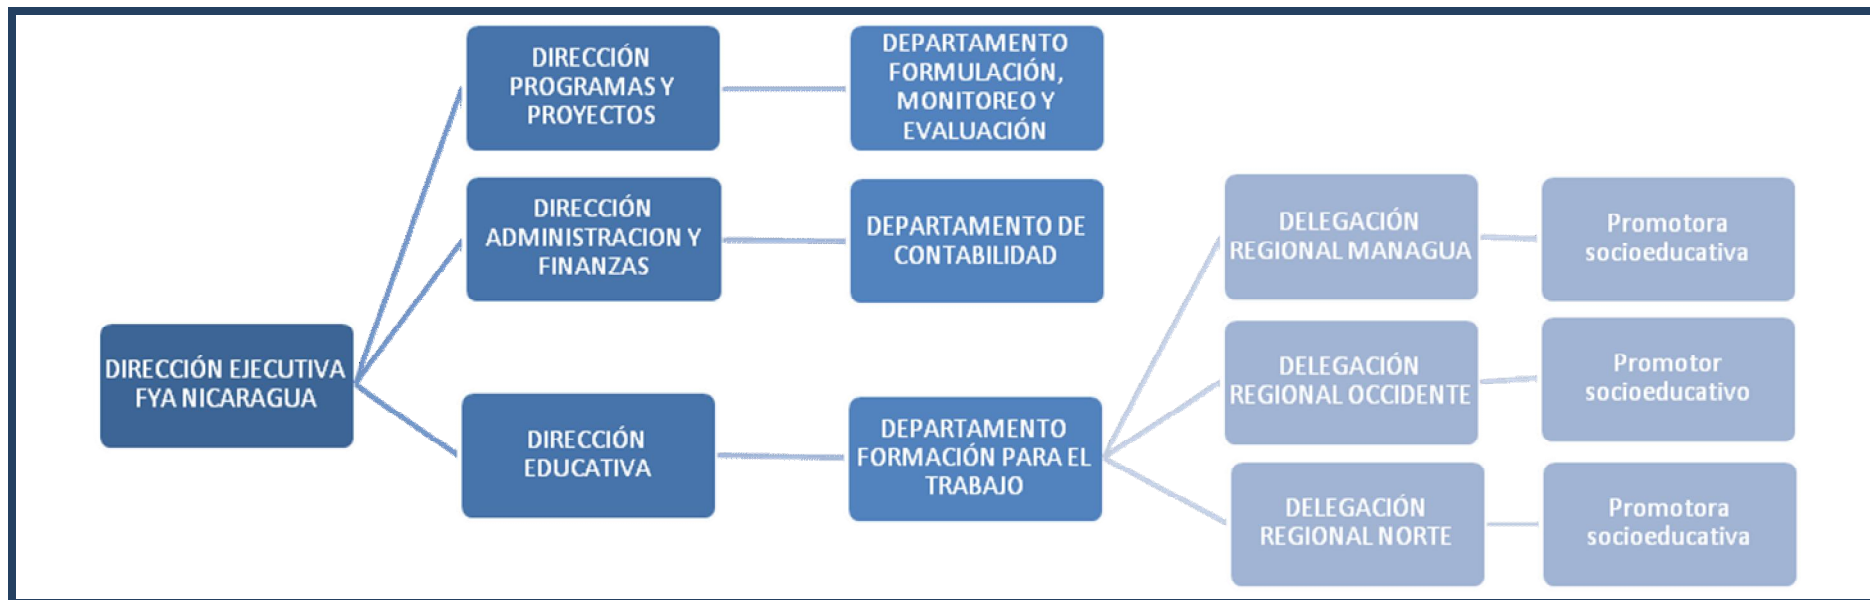 DIRECCIÓN EJECUTIVA
FYA NICARAGUA
DIRECCIÓN
PROGRAMAS Y
PROYECTOS
DEPARTAMENTO
FORMULACIÓN,
MONITOREO Y
EVALUACIÓN
DIRECCIÓN
ADMINISTRACION Y
FINANZAS
DEPARTAMENTO DE
CONTABILIDAD
DIRECCIÓN
EDUCATIVA
DEPARTAMENTO
FORMACIÓN PARA EL
TRABAJO
DELEGACIÓN
REGIONAL MANAGUA
Promotora
socioeducativa
DELEGACIÓN
REGIONAL OCCIDENTE
Promotor
socioeducativo
DELEGACIÓN
REGIONAL NORTE
Promotora
socioeducativa